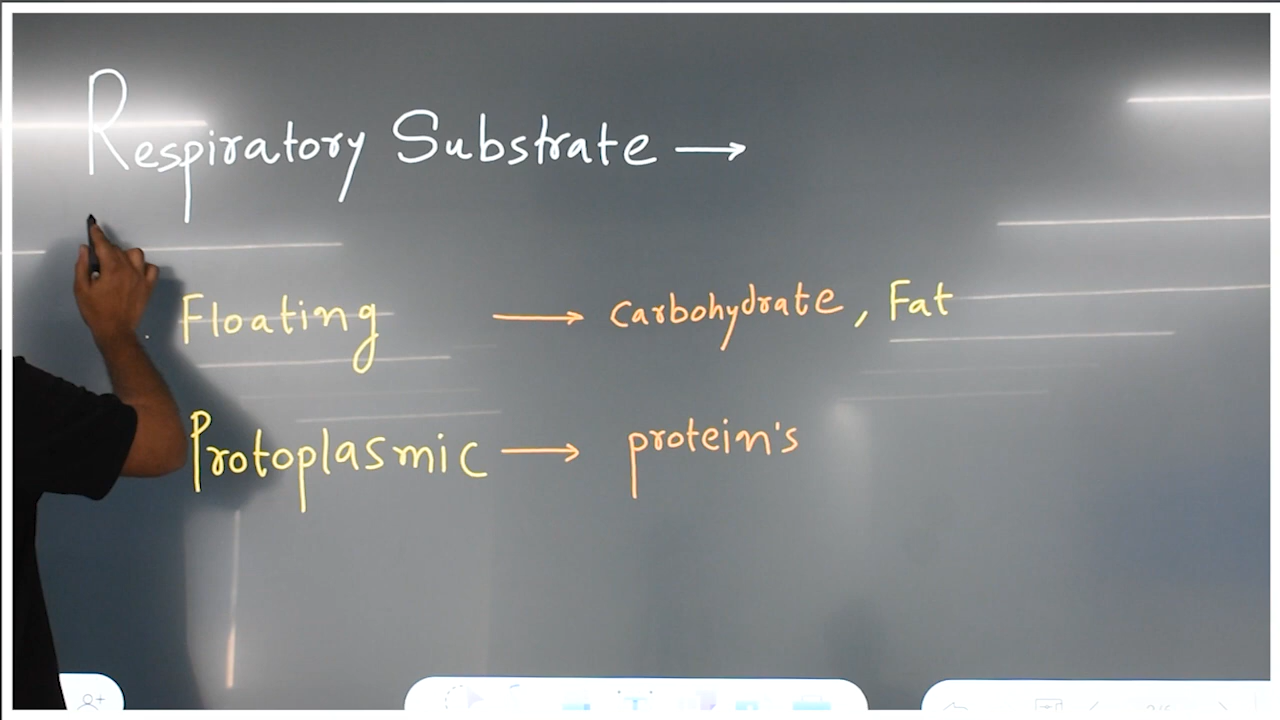 Respiratory Substrate →
Floating → Carbohydrate, Fat
Protoplasmic → protein's